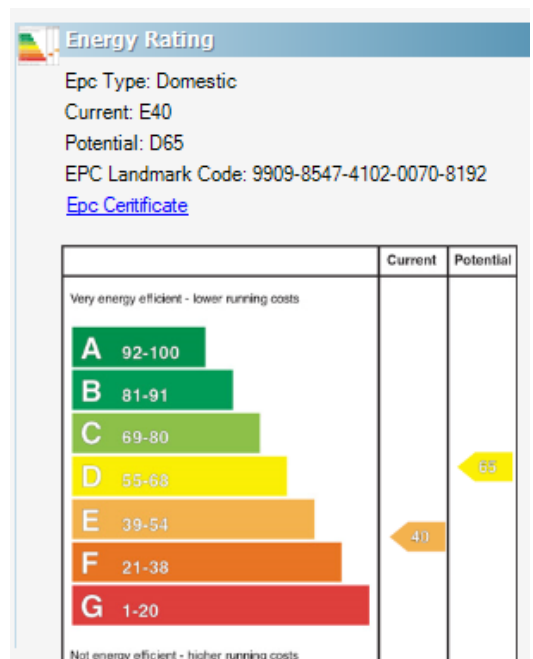 Energy Rating
Epc Type: Domestic
Current: E40
Potential: D65
EPC Landmark Code: 9909-8547-4102-0070-8192
Epc Ceritificate
Current Potential
Very energy efficient - lower running costs
A 92-100
B 81-91
C 69-80
D 55-68
65
E 39-54
40
F 21-38
G 1-20
Not energy efficient - higher running costs